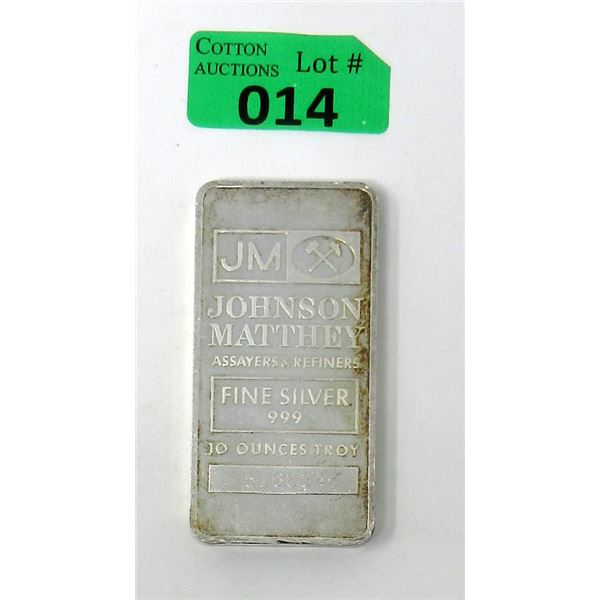 COTTON
AUCTIONS
Lot #
014
JM
JOHNSON
MATTHEY
ASSAYERS & REFINERS
FINE SILVER
999
10 OUNCES TROY